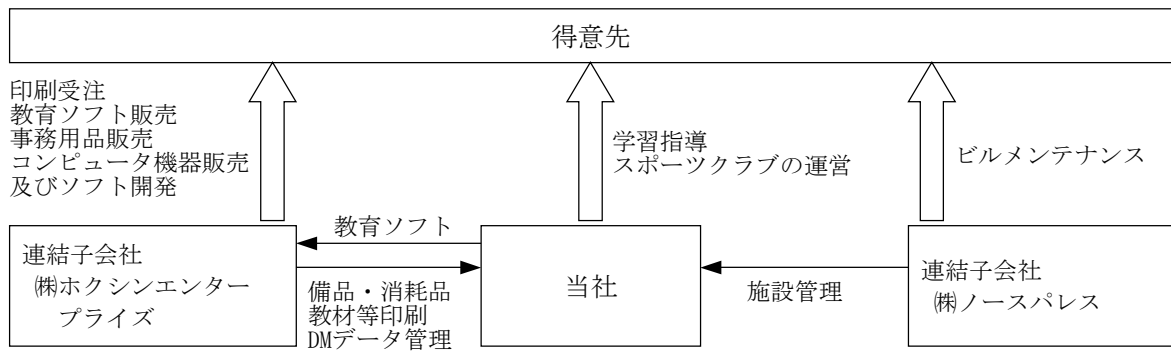 得意先
印刷受注
教育ソフト販売
事務用品販売
コンピュータ機器販売
及びソフト開発
学習指導
スポーツクラブの運営
ビルメンテナンス
連結子会社
㈱ホクシンエンター
プライズ
教育ソフト
備品・消耗品
教材等印刷
DMデータ管理
当社
施設管理
連結子会社
㈱ノースパレス